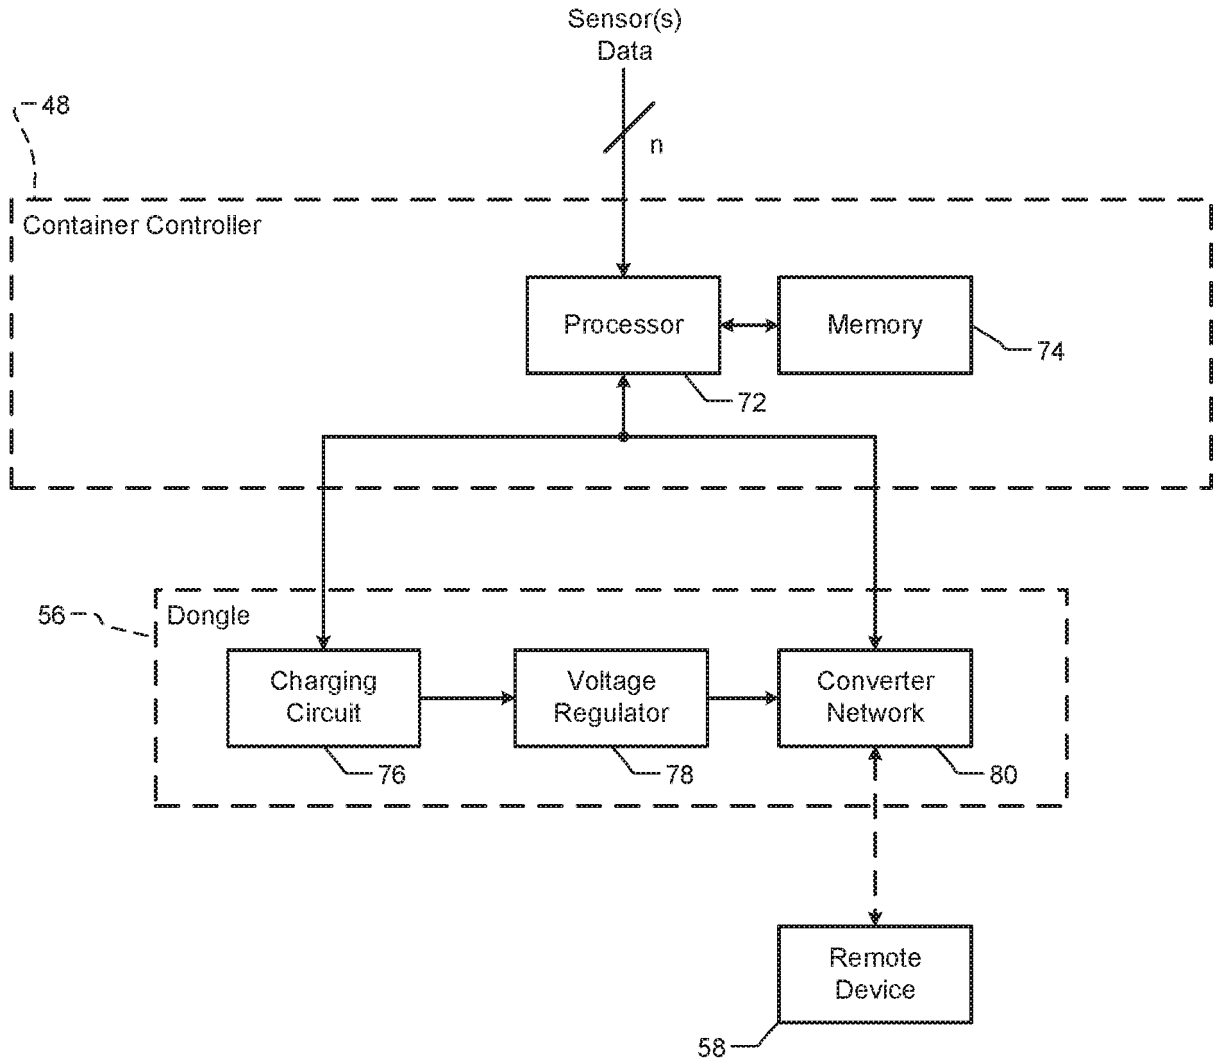 Sensor(s)
Data
48
n
Container Controller
Processor
Memory
74
72
56
Dongle
Charging
Circuit
Voltage
Regulator
Converter
Network
76
78
80
Remote
Device
58